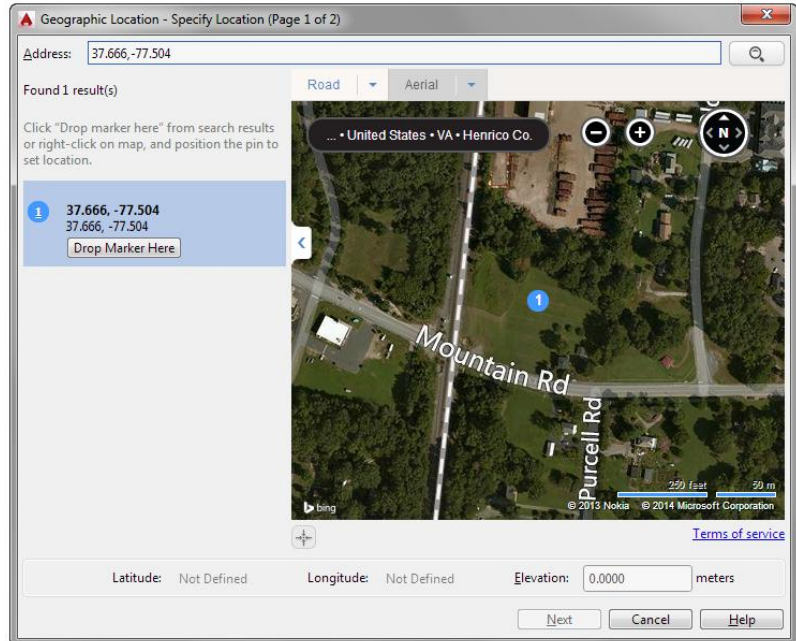 Geographic Location - Specify Location (Page 1 of 2)
Address: 37.666,-77.504
Found 1 result(s)
Click "Drop marker here" from search results
or right-click on map, and position the pin to
set location.
1
37.666, -77.504
37.666, -77.504
Drop Marker Here
Road
Aerial
... • United States • VA • Henrico Co.
N
1
Mountain Rd
Purcell Rd
250 feet 50 m
bing
© 2013 Nokia © 2014 Microsoft Corporation
Terms of service
Latitude: Not Defined Longitude: Not Defined Elevation: 0.0000 meters
Next Cancel Help